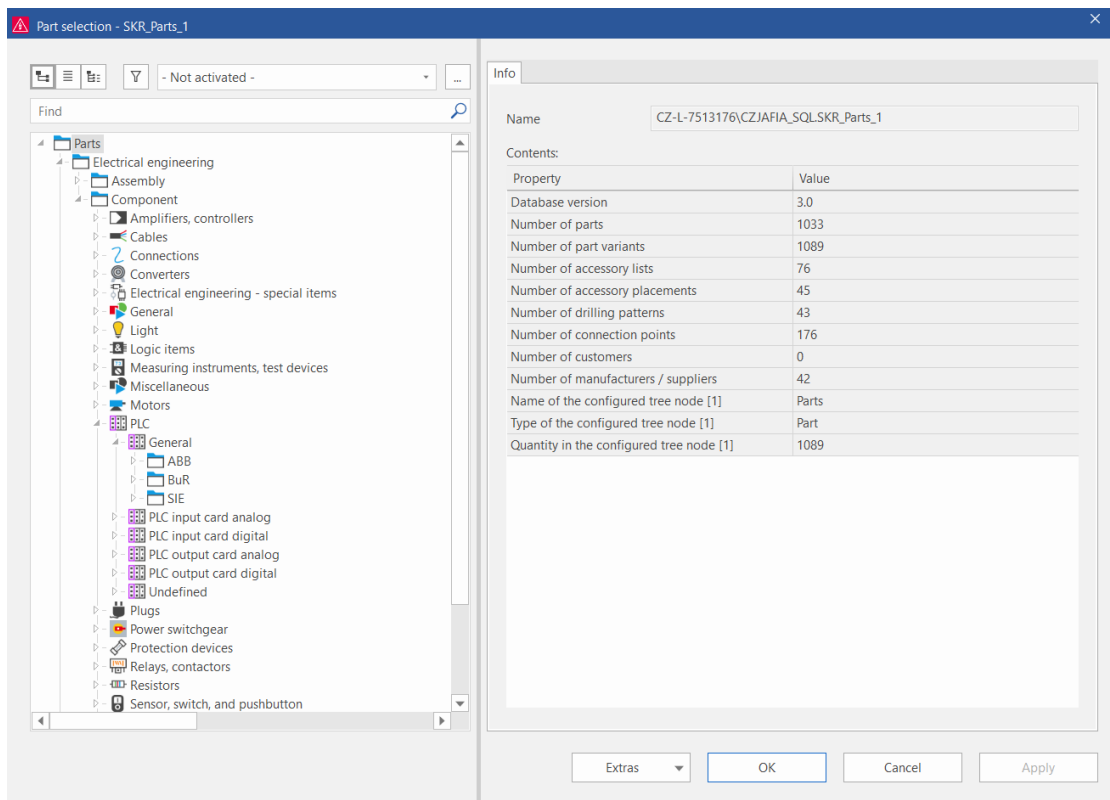 Part selection - SKR_Parts_1
- Not activated -
...
Find
Parts
Electrical engineering
Assembly
Component
Amplifiers, controllers
Cables
Connections
Converters
Electrical engineering - special items
General
Light
Logic items
Measuring instruments, test devices
Miscellaneous
Motors
PLC
General
ABB
BuR
SIE
PLC input card analog
PLC input card digital
PLC output card analog
PLC output card digital
Undefined
Plugs
Power switchgear
Protection devices
Relays, contactors
Resistors
Sensor, switch, and pushbutton
Info
Name CZ-L-7513176\CZJAFIA_SQL.SKR_Parts_1
Contents:
Property Value
Database version 3.0
Number of parts 1033
Number of part variants 1089
Number of accessory lists 76
Number of accessory placements 45
Number of drilling patterns 43
Number of connection points 176
Number of customers 0
Number of manufacturers / suppliers 42
Name of the configured tree node [1] Parts
Type of the configured tree node [1] Part
Quantity in the configured tree node [1] 1089
Extras OK Cancel Apply